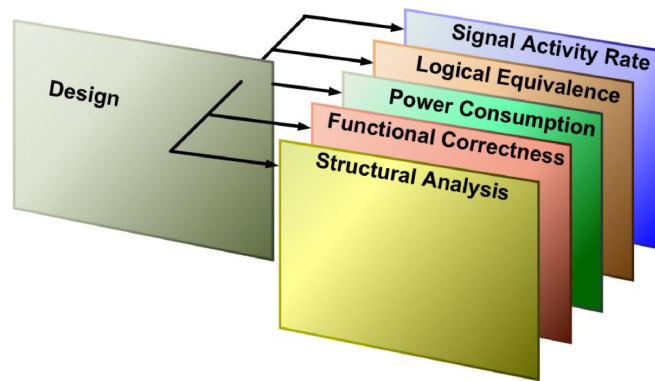 Design
Signal Activity Rate
Logical Equivalence
Power Consumption
Functional Correctness
Structural Analysis